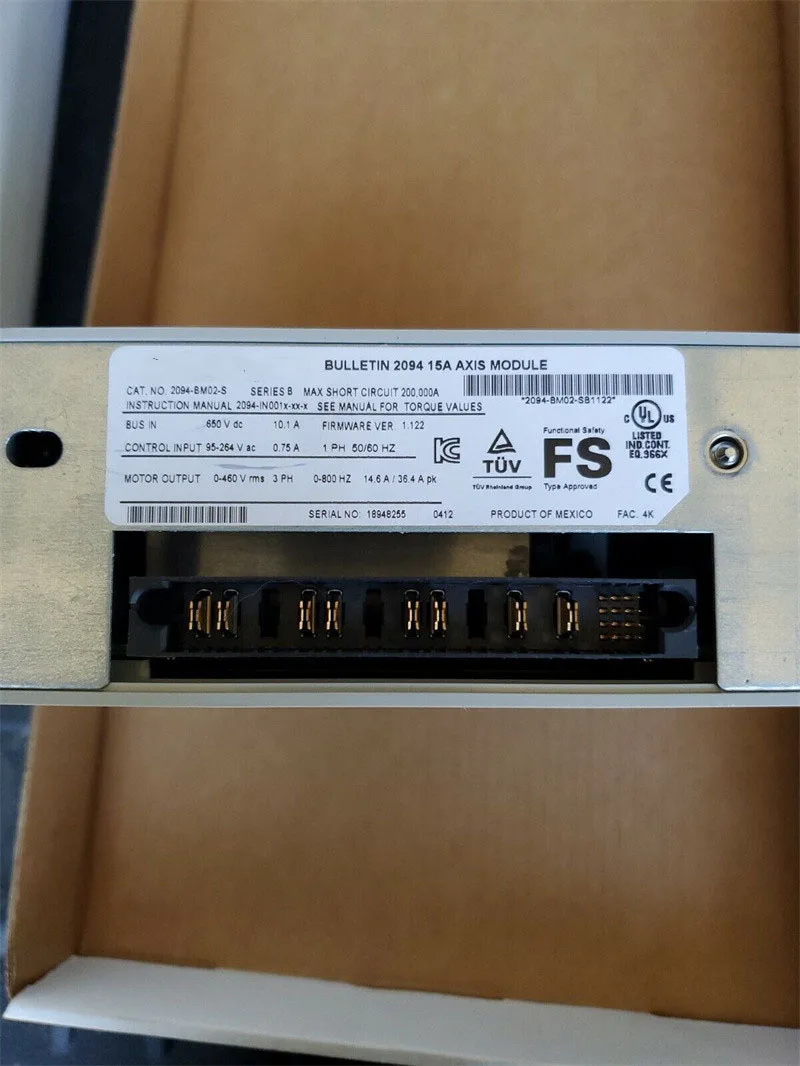 BULLETIN 2094 15A AXIS MODULE
CAT. NO. 2094-BM02-S SERIES B MAX SHORT CIRCUIT 200,000A
*2094-BM02-SB1122*
INSTRUCTION MANUAL 2094-IN001x-xx-x SEE MANUAL FOR TORQUE VALUES
BUS IN 650 V dc 10.1 A FIRMWARE VER. 1.122
CONTROL INPUT 95-264 V ac 0.75 A 1 PH 50/60 HZ
MOTOR OUTPUT 0-460 V rms 3 PH 0-800 HZ 14.6 A / 36.4 A pk
TÜV
TÜV Rheinland Group
Functional Safety
FS
Type Approved
C UL US
LISTED
IND. CONT.
EQ. 966X
CE
SERIAL NO: 18948255 0412 PRODUCT OF MEXICO FAC. 4K